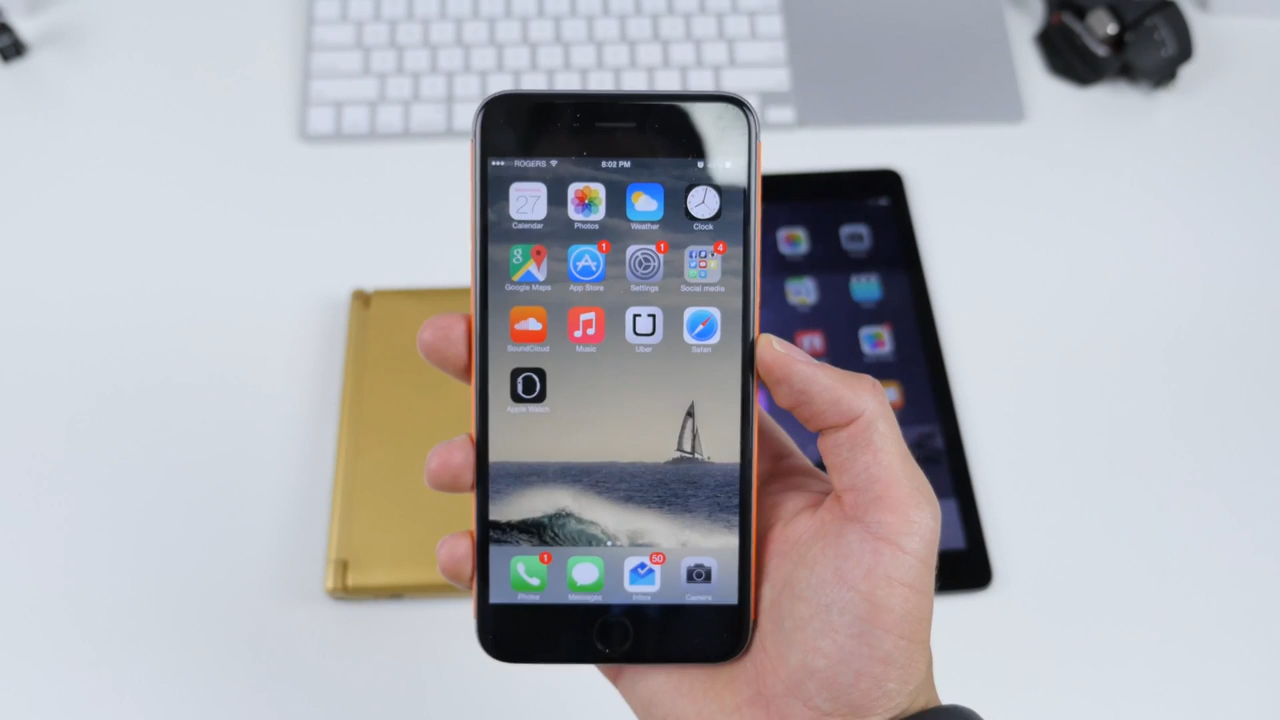 ROGERS 8:02 PM
27
Calendar Photos Weather Clock
1 1 4
Google Maps App Store Settings Social media
SoundCloud Music Uber Safari
Apple Watch
1 50
Messages Inbox Camera